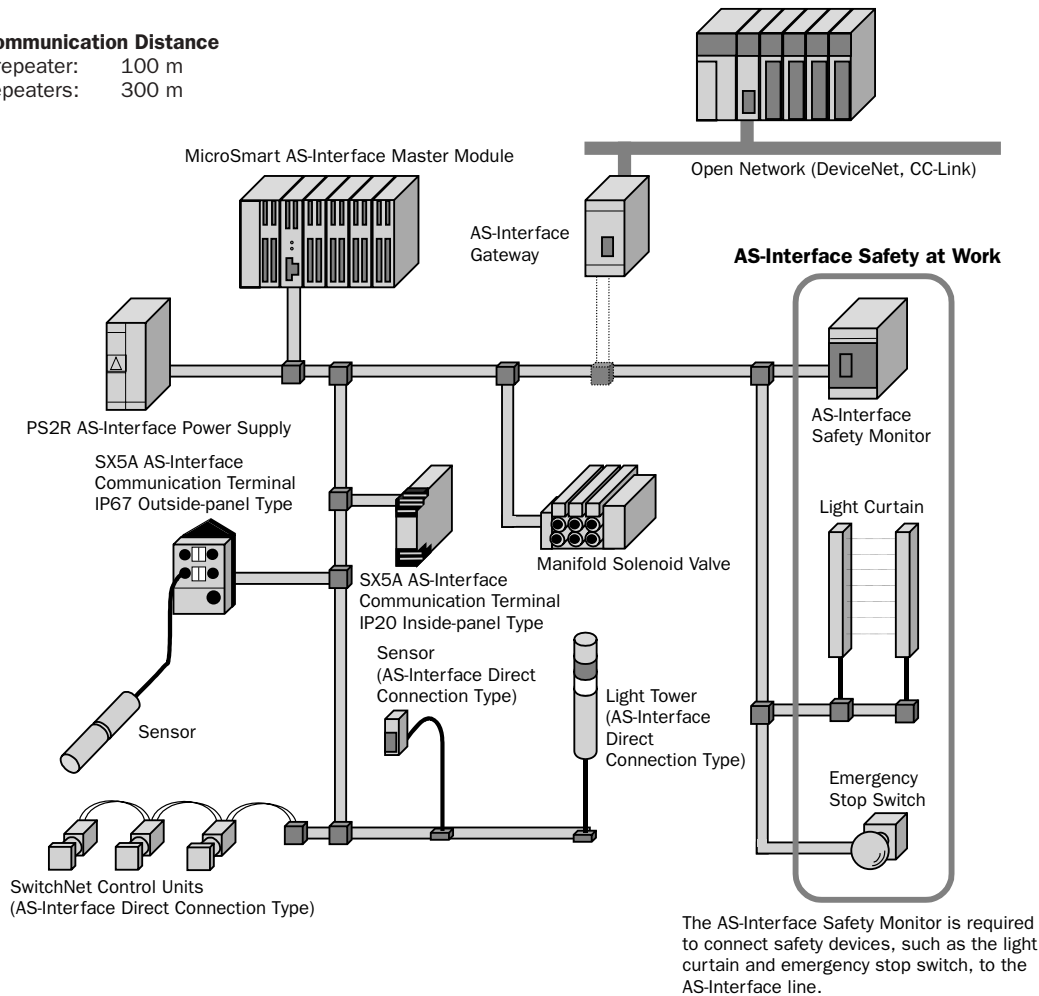 ommunication Distance
repeater: 100 m
epeaters: 300 m
MicroSmart AS-Interface Master Module
Open Network (DeviceNet, CC-Link)
AS-Interface
Gateway
AS-Interface Safety at Work
PS2R AS-Interface Power Supply
AS-Interface
Safety Monitor
SX5A AS-Interface
Communication Terminal
IP67 Outside-panel Type
Light Curtain
Manifold Solenoid Valve
SX5A AS-Interface
Communication Terminal
IP20 Inside-panel Type
Sensor
(AS-Interface Direct
Connection Type)
Light Tower
(AS-Interface
Direct
Connection Type)
Sensor
Emergency
Stop Switch
SwitchNet Control Units
(AS-Interface Direct Connection Type)
The AS-Interface Safety Monitor is required
to connect safety devices, such as the light
curtain and emergency stop switch, to the
AS-Interface line.